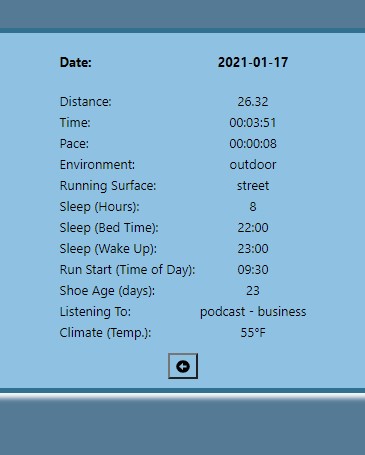 Date: 2021-01-17
Distance: 26.32
Time: 00:03:51
Pace: 00:00:08
Environment: outdoor
Running Surface: street
Sleep (Hours): 8
Sleep (Bed Time): 22:00
Sleep (Wake Up): 23:00
Run Start (Time of Day): 09:30
Shoe Age (days): 23
Listening To: podcast - business
Climate (Temp.): 55°F